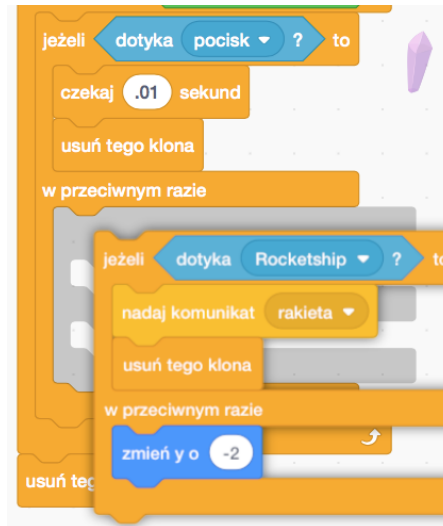 jeżeli dotyka pocisk ? to
czekaj .01 sekund
usuń tego klona
w przeciwnym razie
jeżeli dotyka Rocketship ? to
nadaj komunikat rakieta
usuń tego klona
w przeciwnym razie
zmień y o -2
usuń